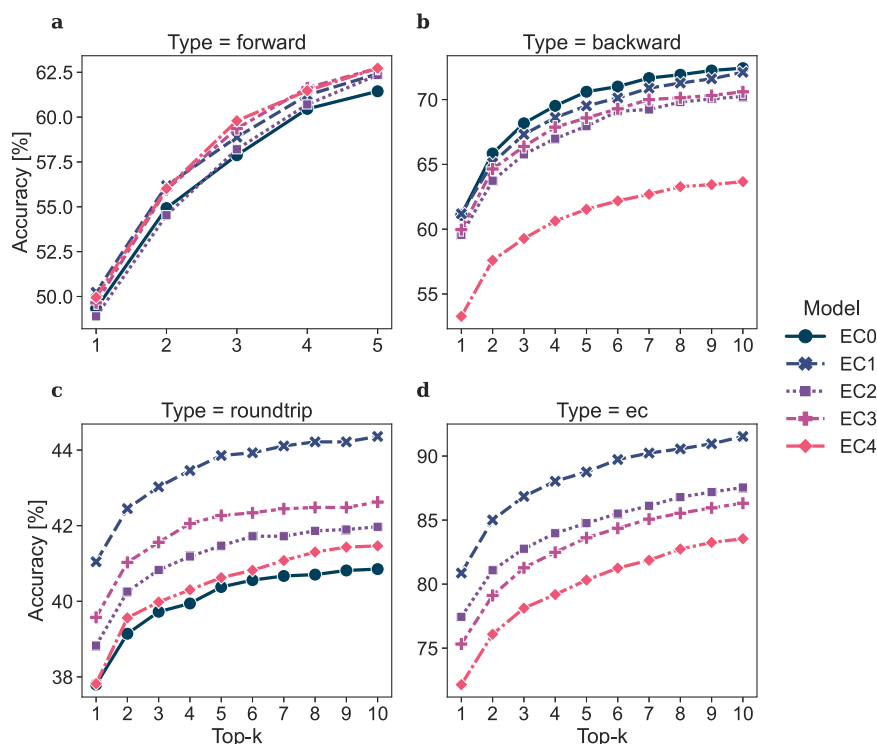 a
Type = forward
Accuracy [%]
62.5
60.0
57.5
55.0
52.5
50.0
1 2 3 4 5
b
Type = backward
70
65
60
55
1 2 3 4 5 6 7 8 9 10
Model
EC0
EC1
EC2
EC3
EC4
c
Type = roundtrip
Accuracy [%]
44
42
40
38
1 2 3 4 5 6 7 8 9 10
Top-k
d
Type = ec
90
85
80
75
1 2 3 4 5 6 7 8 9 10
Top-k